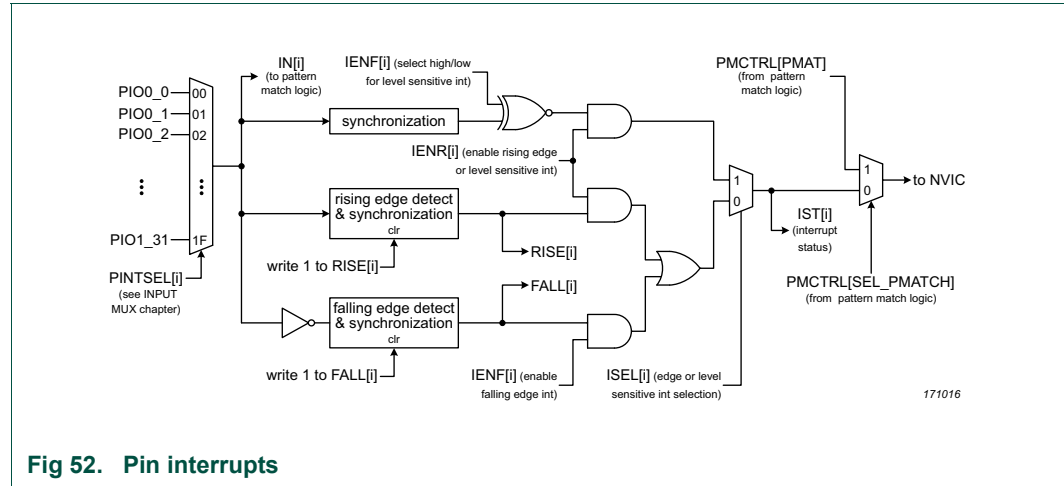 IN[i]
(to pattern
match logic)
IENF[i] (select high/low
for level sensitive int)
PMCTRL[PMAT]
(from pattern
match logic)
PIO0_0
00
PIO0_1
01
PIO0_2
02
PIO1_31
1F
PINTSEL[i]
(see INPUT
MUX chapter)
synchronization
IENR[i] (enable rising edge
or level sensitive int)
rising edge detect
& synchronization
clr
write 1 to RISE[i]
RISE[i]
FALL[i]
falling edge detect
& synchronization
clr
write 1 to FALL[i]
IENF[i] (enable
falling edge int)
1
0
ISEL[i] (edge or level
sensitive int selection)
IST[i]
(interrupt
status)
1
0
to NVIC
PMCTRL[SEL_PMATCH]
(from pattern match logic)
171016
Fig 52. Pin interrupts